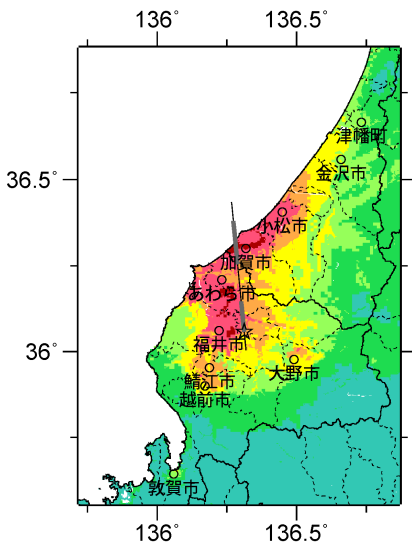 136° 136.5°
津幡町
金沢市
36.5°
小松市
加賀市
あわら市
福井市
36°
大野市
鯖江市
越前市
敦賀市
136° 136.5°